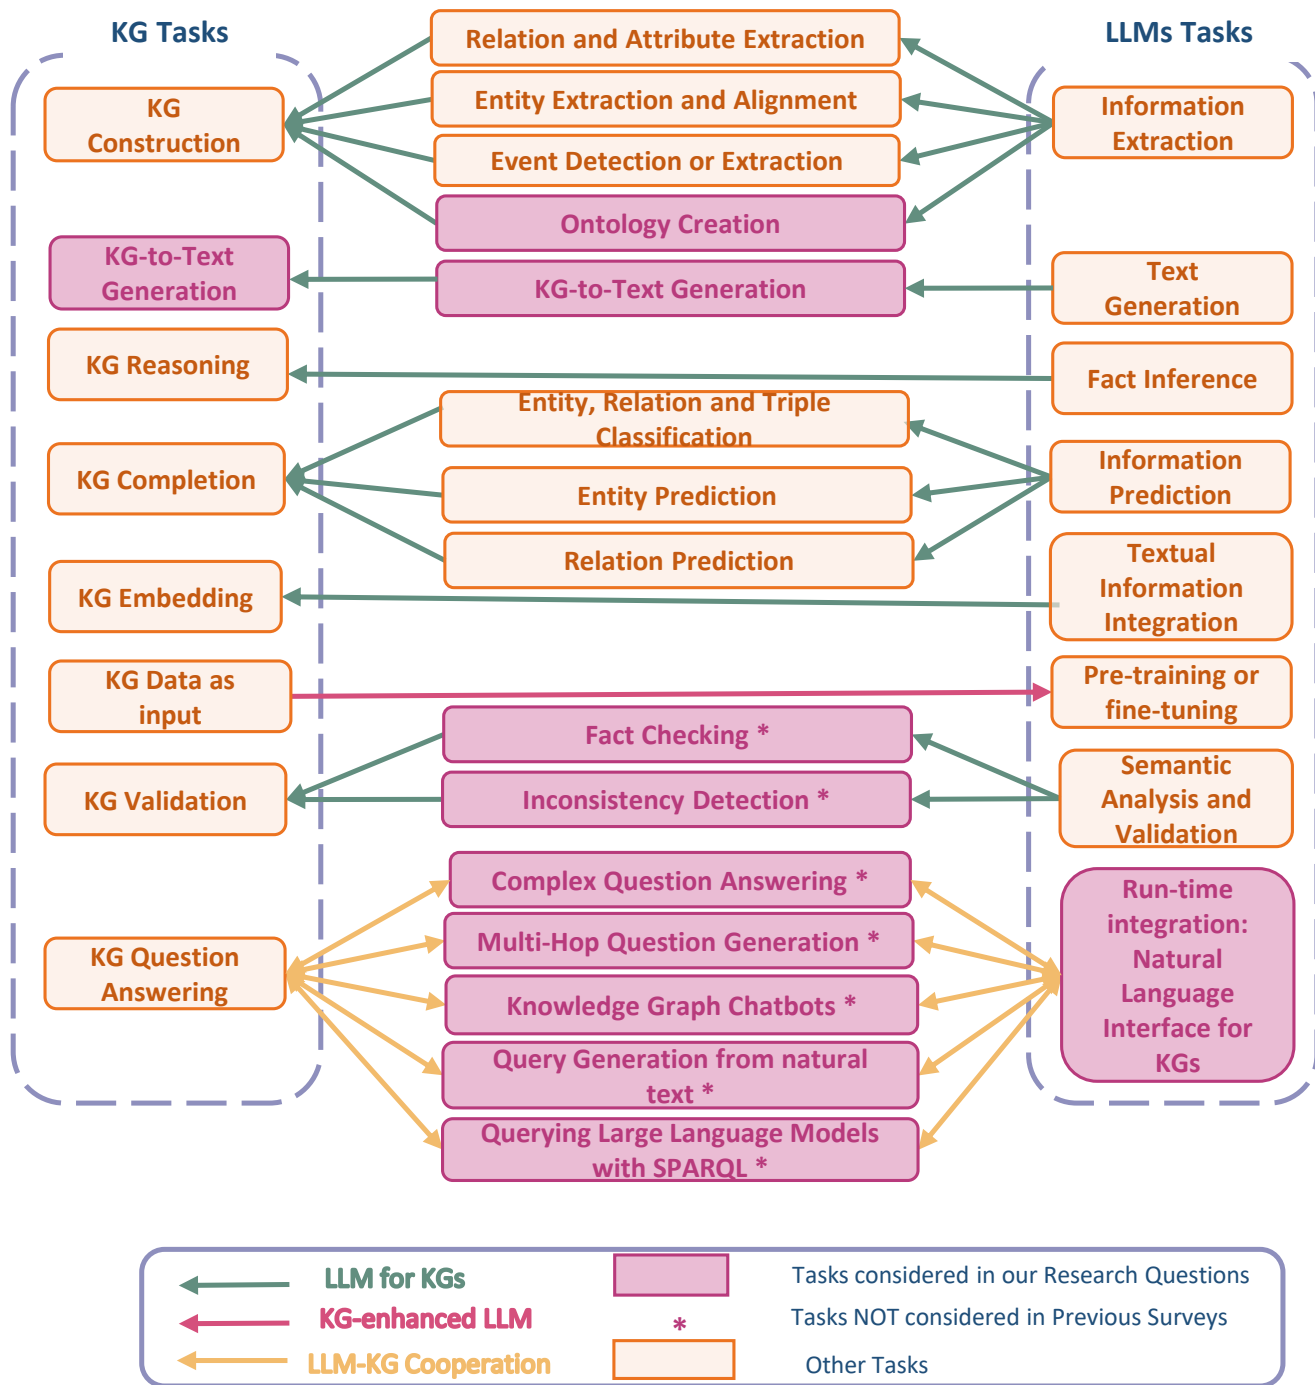 KG Tasks
LLMs Tasks
Relation and Attribute Extraction
Entity Extraction and Alignment
Event Detection or Extraction
Ontology Creation
KG
Construction
Information
Extraction
KG-to-Text
Generation
KG-to-Text Generation
Text
Generation
KG Reasoning
Fact Inference
Entity, Relation and Triple
Classification
Entity Prediction
Relation Prediction
KG Completion
Information
Prediction
KG Embedding
Textual
Information
Integration
KG Data as
input
Pre-training or
fine-tuning
Fact Checking *
Inconsistency Detection *
KG Validation
Semantic
Analysis and
Validation
Complex Question Answering *
Multi-Hop Question Generation *
Knowledge Graph Chatbots *
Query Generation from natural
text *
Querying Large Language Models
with SPARQL *
KG Question
Answering
Run-time
integration:
Natural
Language
Interface for
KGs
LLM for KGs
Tasks considered in our Research Questions
KG-enhanced LLM
*
Tasks NOT considered in Previous Surveys
LLM-KG Cooperation
Other Tasks